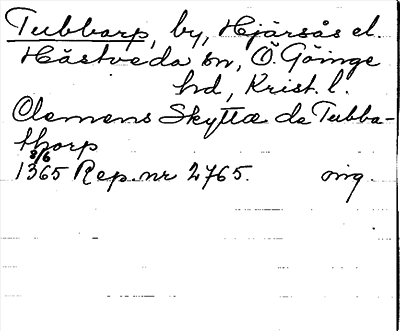 Tubbarp, by, Hjärsås el.
Hästveda sn, Ö. Göinge
hd, Krist. l.
Clemens Skyttæ de Tubba-
thorp
8/6
1365 Rep. nr 2765. orig.